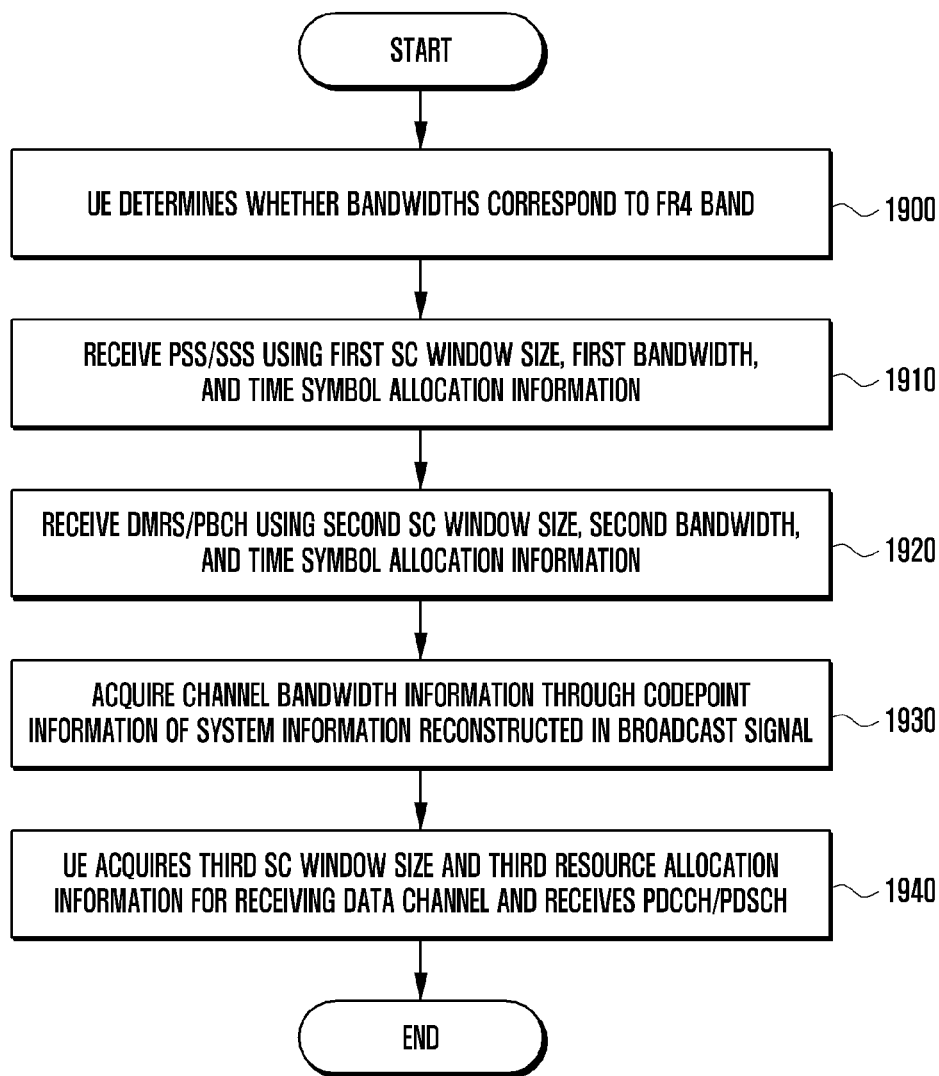 START
UE DETERMINES WHETHER BANDWIDTHS CORRESPOND TO FR4 BAND
1900
RECEIVE PSS/SSS USING FIRST SC WINDOW SIZE, FIRST BANDWIDTH,
AND TIME SYMBOL ALLOCATION INFORMATION
1910
RECEIVE DMRS/PBCH USING SECOND SC WINDOW SIZE, SECOND BANDWIDTH,
AND TIME SYMBOL ALLOCATION INFORMATION
1920
ACQUIRE CHANNEL BANDWIDTH INFORMATION THROUGH CODEPOINT
INFORMATION OF SYSTEM INFORMATION RECONSTRUCTED IN BROADCAST SIGNAL
1930
UE ACQUIRES THIRD SC WINDOW SIZE AND THIRD RESOURCE ALLOCATION
INFORMATION FOR RECEIVING DATA CHANNEL AND RECEIVES PDCCH/PDSCH
1940
END